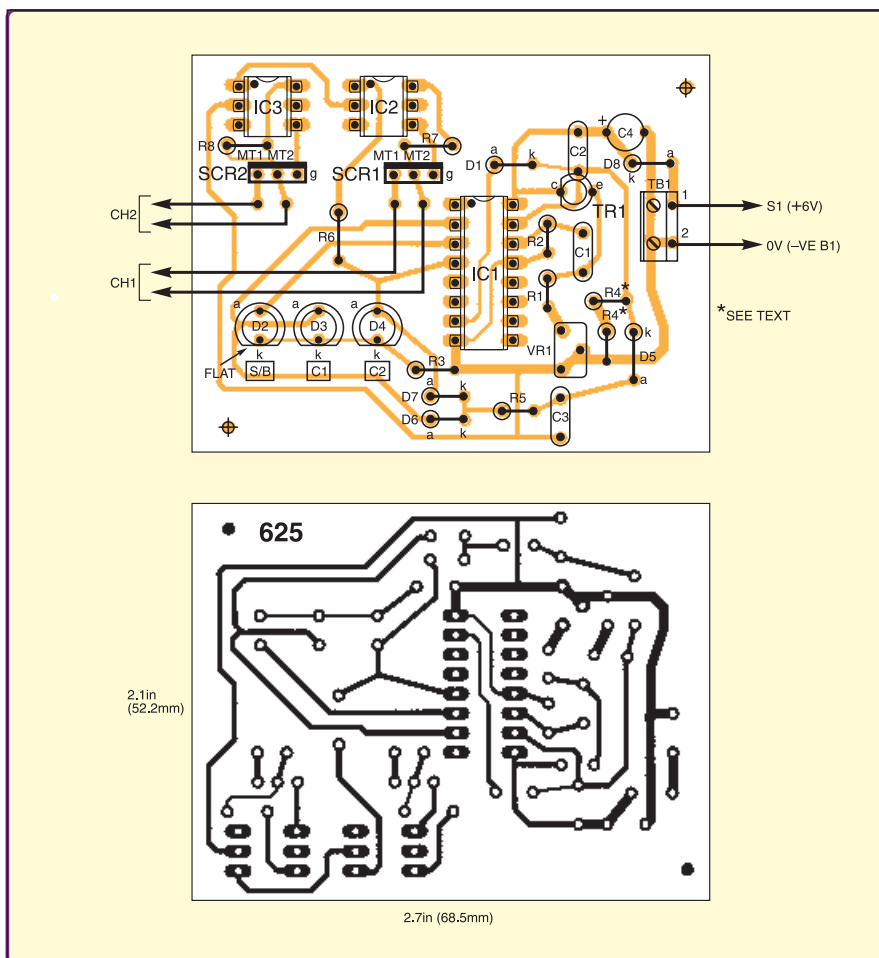 IC3
IC2
R8
R7
MT1 MT2
MT1 MT2
SCR2
g
SCR1
g
D1
a
k
C2
+
C4
D8
a
k
TB1
c
e
TR1
1
S1 (+6V)
2
0V (–VE B1)
CH2
CH1
R6
IC1
R2
C1
R1
R4*
R4*
*SEE TEXT
a
a
a
D2
D3
D4
k
k
k
FLAT
S/B
C1
C2
R3
VR1
k
D5
a
D7
a
k
R5
C3
D6
a
k
625
2.1in
(52.2mm)
2.7in (68.5mm)